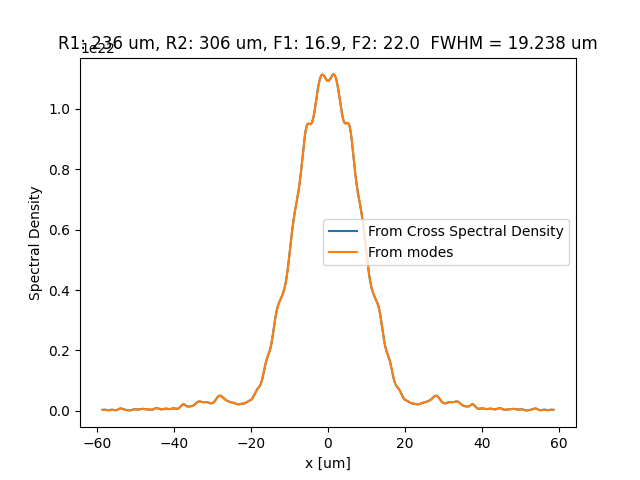 R1: 236 um, R2: 306 um, F1: 16.9, F2: 22.0  FWHM = 19.238 um
1e22
1.0
0.8
0.6
0.4
0.2
0.0
Spectral Density
From Cross Spectral Density
From modes
−60 −40 −20 0 20 40 60
x [um]